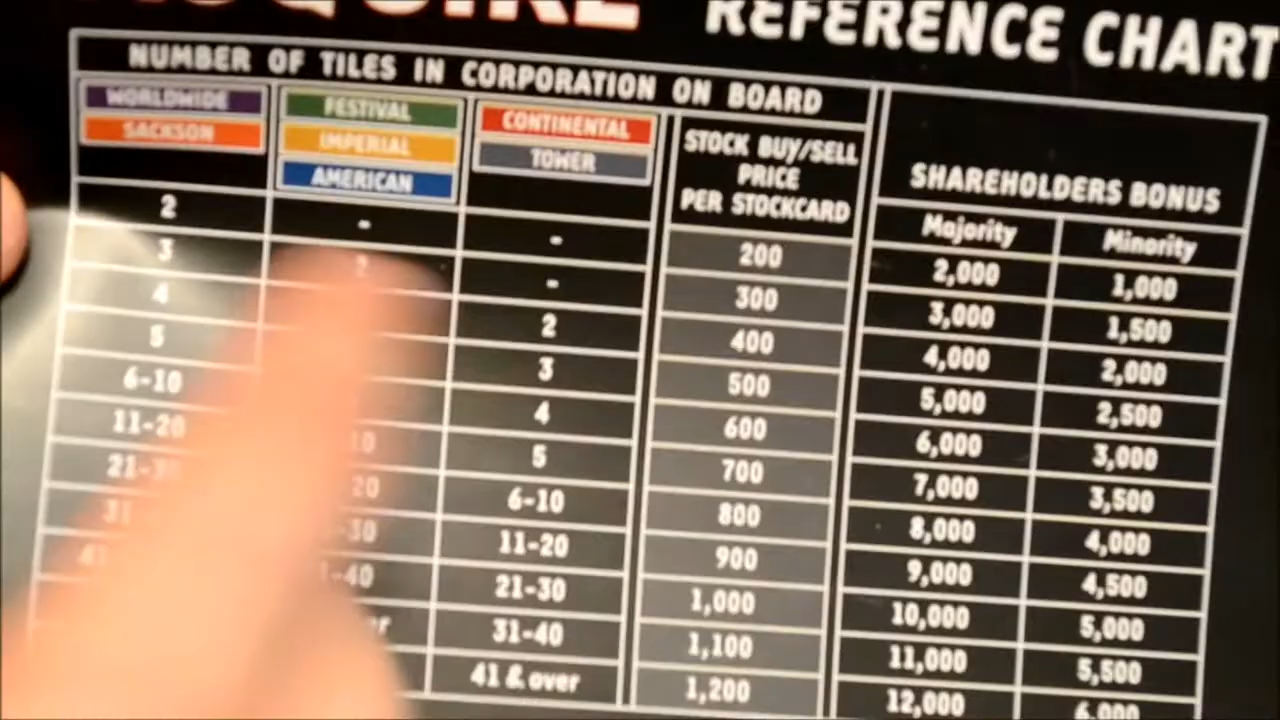 REFERENCE CHART
NUMBER OF TILES IN CORPORATION ON BOARD
WORLDWIDE
SACKSON
FESTIVAL
IMPERIAL
AMERICAN
CONTINENTAL
TOWER
STOCK BUY/SELL
PRICE
PER STOCKCARD
SHAREHOLDERS BONUS
Majority Minority
2 - - 200 2,000 1,000
3 2 - 300 3,000 1,500
4 2 400 4,000 2,000
5 3 500 5,000 2,500
6-10 4 600 6,000 3,000
11-20 5 700 7,000 3,500
6-10 800 8,000 4,000
11-20 900 9,000 4,500
21-30 1,000 10,000 5,000
31-40 1,100 11,000 5,500
41 & over 1,200 12,000 6,000